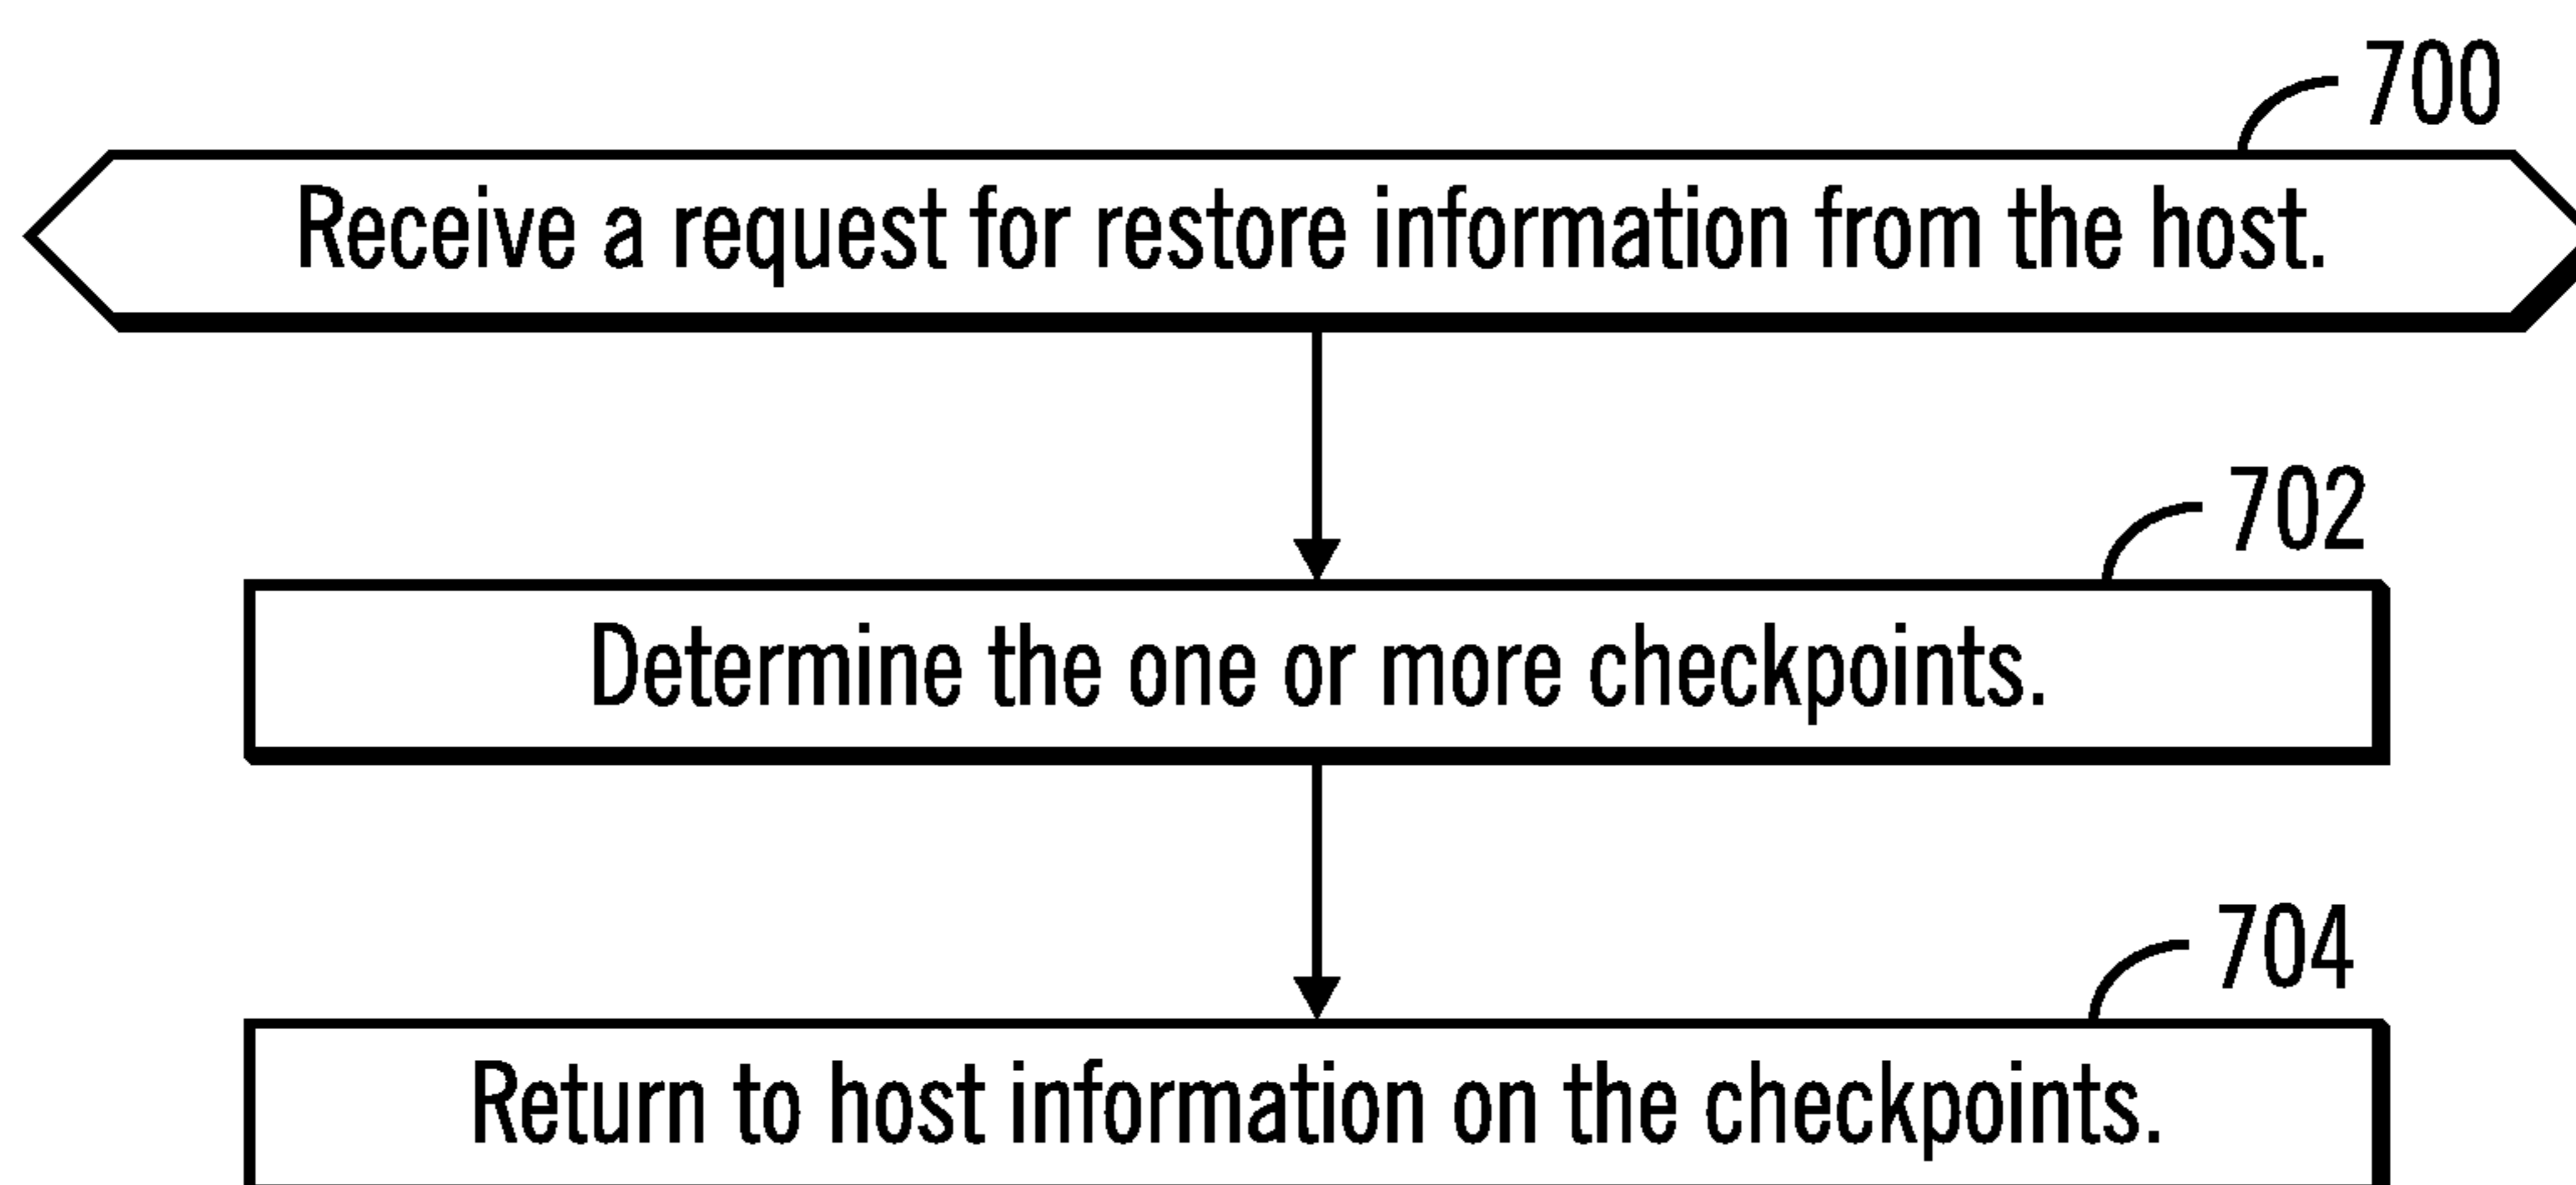 700
Receive a request for restore information from the host.
702
Determine the one or more checkpoints.
704
Return to host information on the checkpoints.